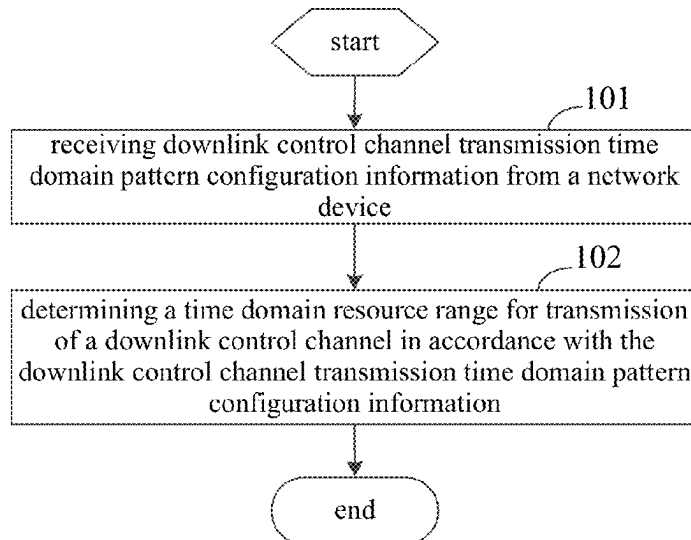 start
101
receiving downlink control channel transmission time
domain pattern configuration information from a network
device
102
determining a time domain resource range for transmission
of a downlink control channel in accordance with the
downlink control channel transmission time domain pattern
configuration information
end